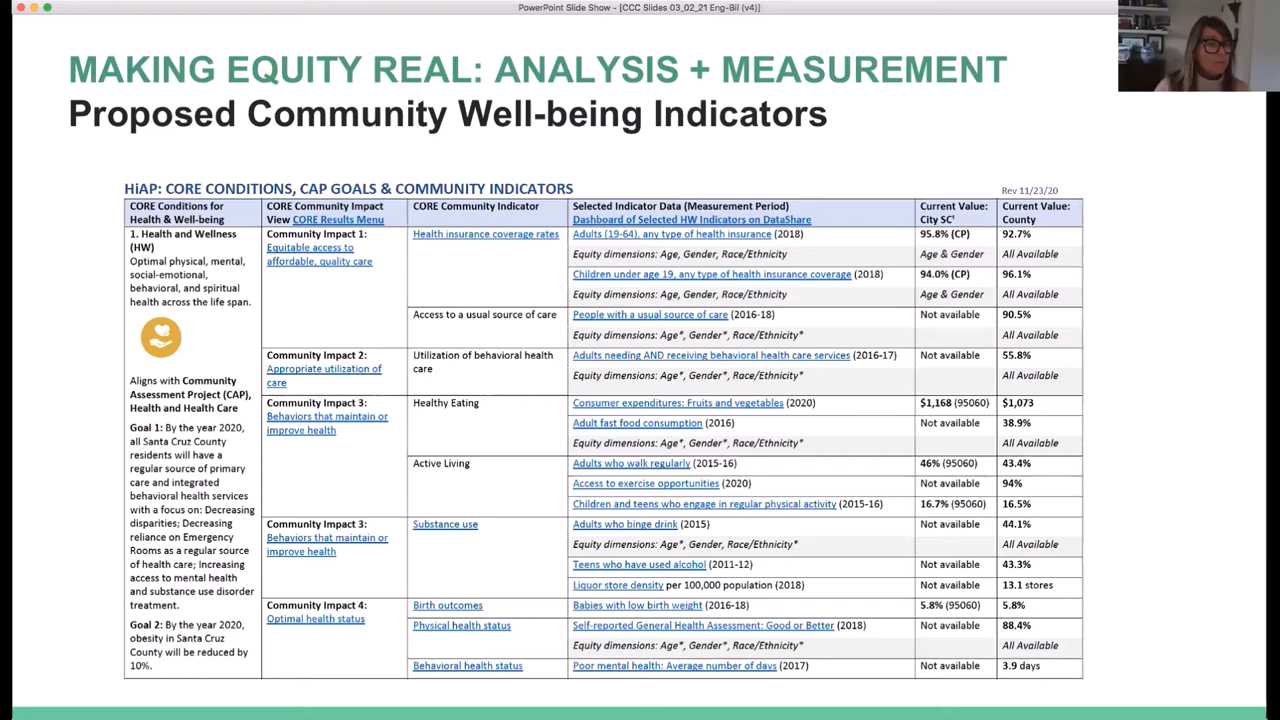 PowerPoint Slide Show - [CCC Slides 03_02_21 Eng-Bil (v4)]
MAKING EQUITY REAL: ANALYSIS + MEASUREMENT
Proposed Community Well-being Indicators
HiAP: CORE CONDITIONS, CAP GOALS & COMMUNITY INDICATORS
Rev 11/23/20
CORE Conditions for
Health & Well-being
CORE Community Impact
View CORE Results Menu
CORE Community Indicator
Selected Indicator Data (Measurement Period)
Dashboard of Selected HW Indicators on DataShare
Current Value:
City SC†
Current Value:
County
1. Health and Wellness
(HW)
Optimal physical, mental,
social-emotional,
behavioral, and spiritual
health across the life span.
Aligns with Community
Assessment Project (CAP),
Health and Health Care
Goal 1: By the year 2020,
all Santa Cruz County
residents will have a
regular source of primary
care and integrated
behavioral health services
with a focus on: Decreasing
disparities; Decreasing
reliance on Emergency
Rooms as a regular source
of health care; Increasing
access to mental health
and substance use disorder
treatment.
Goal 2: By the year 2020,
obesity in Santa Cruz
County will be reduced by
10%.
Community Impact 1:
Equitable access to
affordable, quality care
Health insurance coverage rates
Adults (19-64), any type of health insurance (2018)
95.8% (CP)
92.7%
Equity dimensions: Age, Gender, Race/Ethnicity
Age & Gender
All Available
Children under age 19, any type of health insurance coverage (2018)
94.0% (CP)
96.1%
Equity dimensions: Age, Gender, Race/Ethnicity
Age & Gender
All Available
Access to a usual source of care
People with a usual source of care (2016-18)
Not available
90.5%
Equity dimensions: Age*, Gender*, Race/Ethnicity*
All Available
Community Impact 2:
Appropriate utilization of
care
Utilization of behavioral health
care
Adults needing AND receiving behavioral health care services (2016-17)
Not available
55.8%
Equity dimensions: Age*, Gender*, Race/Ethnicity*
All Available
Community Impact 3:
Behaviors that maintain or
improve health
Healthy Eating
Consumer expenditures: Fruits and vegetables (2020)
$1,168 (95060)
$1,073
Adult fast food consumption (2016)
Not available
38.9%
Equity dimensions: Age*, Gender*, Race/Ethnicity*
All Available
Active Living
Adults who walk regularly (2015-16)
46% (95060)
43.4%
Access to exercise opportunities (2020)
Not available
94%
Children and teens who engage in regular physical activity (2015-16)
16.7% (95060)
16.5%
Community Impact 3:
Behaviors that maintain or
improve health
Substance use
Adults who binge drink (2015)
Not available
44.1%
Equity dimensions: Age*, Gender, Race/Ethnicity*
All Available
Teens who have used alcohol (2011-12)
Not available
43.3%
Liquor store density per 100,000 population (2018)
Not available
13.1 stores
Community Impact 4:
Optimal health status
Birth outcomes
Babies with low birth weight (2016-18)
5.8% (95060)
5.8%
Physical health status
Self-reported General Health Assessment: Good or Better (2018)
Not available
88.4%
Equity dimensions: Age*, Gender*, Race/Ethnicity*
All Available
Behavioral health status
Poor mental health: Average number of days (2017)
Not available
3.9 days